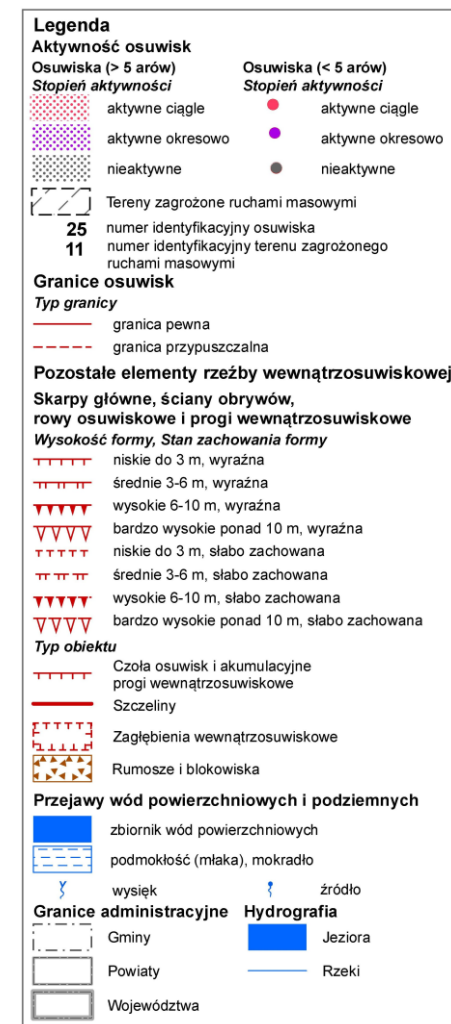 Legenda
Aktywność osuwisk
Osuwiska (> 5 arów) Osuwiska (< 5 arów)
Stopień aktywności Stopień aktywności
aktywne ciągle aktywne ciągle
aktywne okresowo aktywne okresowo
nieaktywne nieaktywne
Tereny zagrożone ruchami masowymi
25 numer identyfikacyjny osuwiska
11 numer identyfikacyjny terenu zagrożonego
ruchami masowymi
Granice osuwisk
Typ granicy
granica pewna
granica przypuszczalna
Pozostałe elementy rzeźby wewnątrzosuwiskowej
Skarpy główne, ściany obrywów,
rowy osuwiskowe i progi wewnątrzosuwiskowe
Wysokość formy, Stan zachowania formy
niskie do 3 m, wyraźna
średnie 3-6 m, wyraźna
wysokie 6-10 m, wyraźna
bardzo wysokie ponad 10 m, wyraźna
niskie do 3 m, słabo zachowana
średnie 3-6 m, słabo zachowana
wysokie 6-10 m, słabo zachowana
bardzo wysokie ponad 10 m, słabo zachowana
Typ obiektu
Czoła osuwisk i akumulacyjne
progi wewnątrzosuwiskowe
Szczeliny
Zagłębienia wewnątrzosuwiskowe
Rumosze i blokowiska
Przejawy wód powierzchniowych i podziemnych
zbiornik wód powierzchniowych
podmokłość (młaka), mokradło
wysięk źródło
Granice administracyjne Hydrografia
Gminy Jeziora
Powiaty Rzeki
Województwa